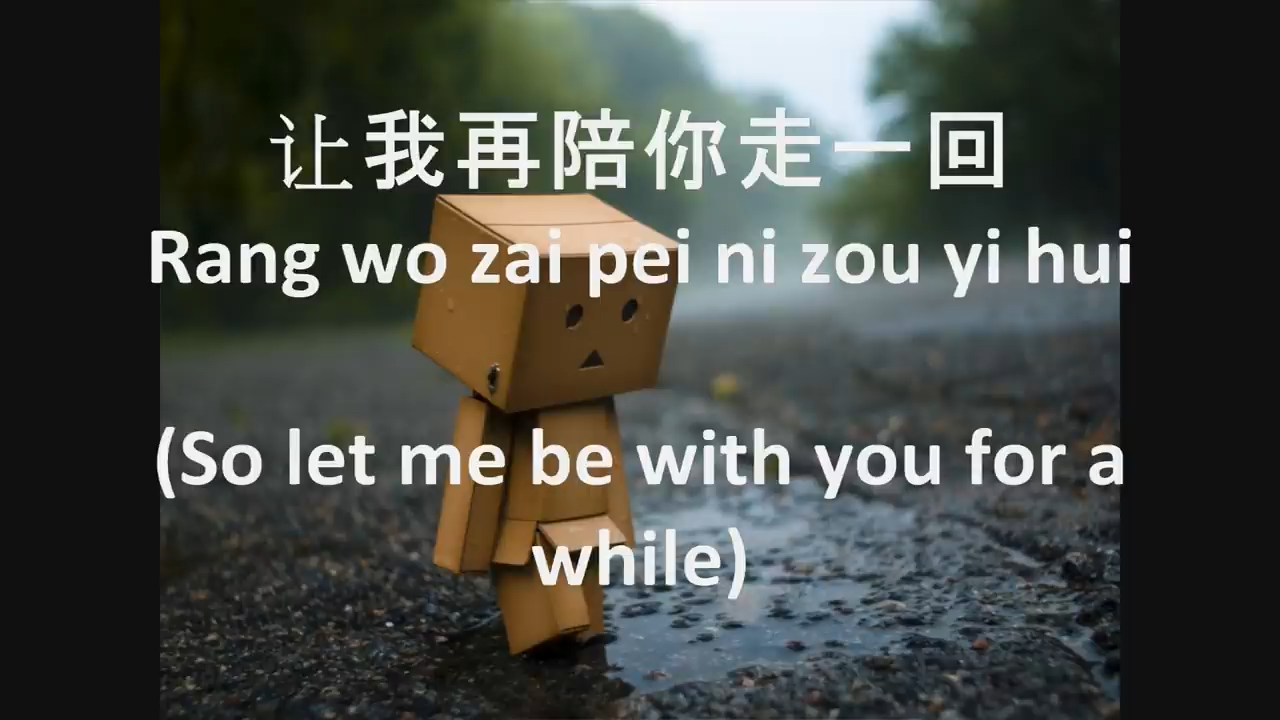 让我再陪你走一回
Rang wo zai pei ni zou yi hui
(So let me be with you for a
while)